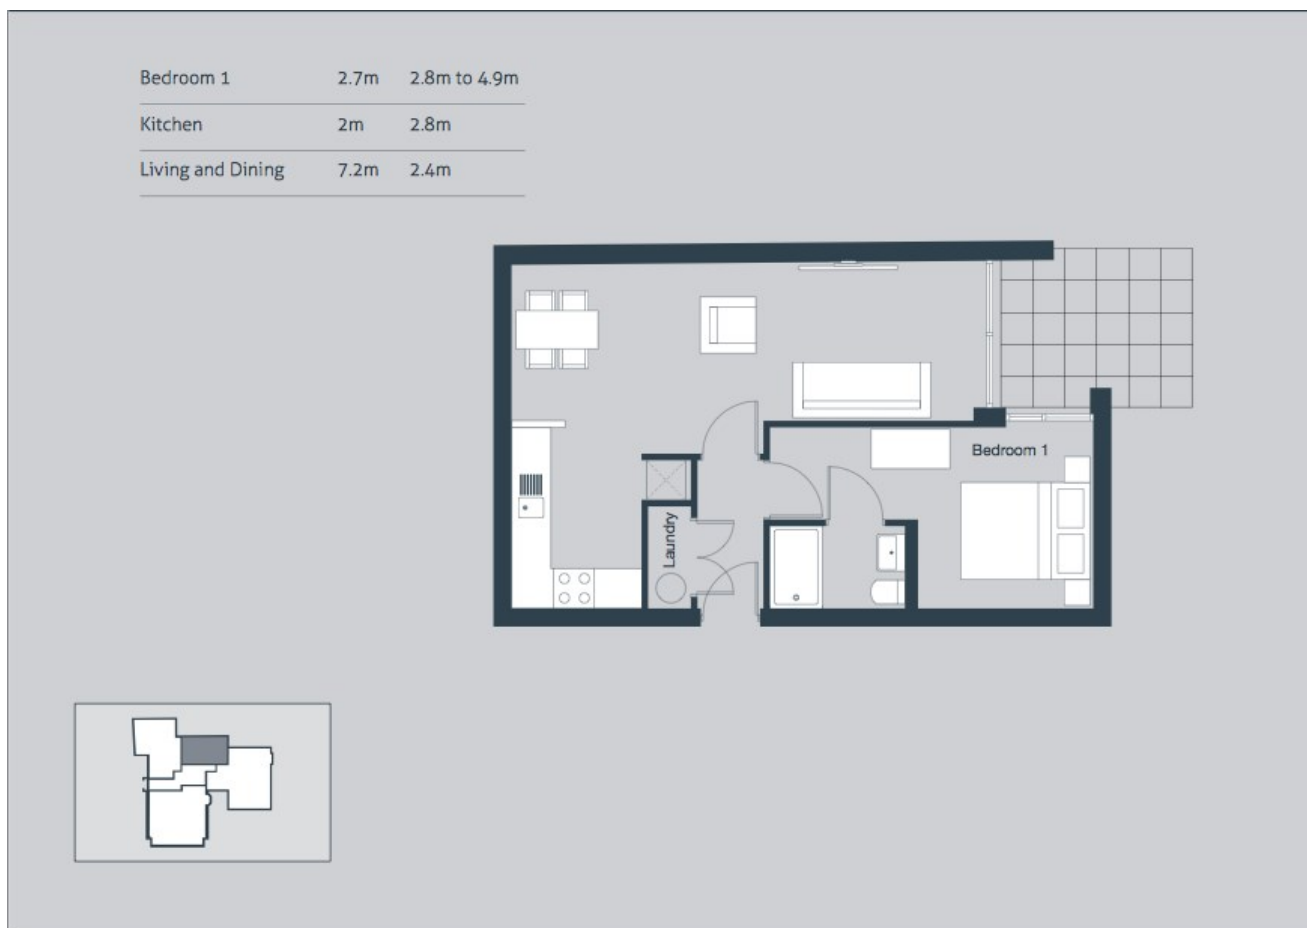 Bedroom 1 2.7m 2.8m to 4.9m
Kitchen 2m 2.8m
Living and Dining 7.2m 2.4m
Bedroom 1
Laundry